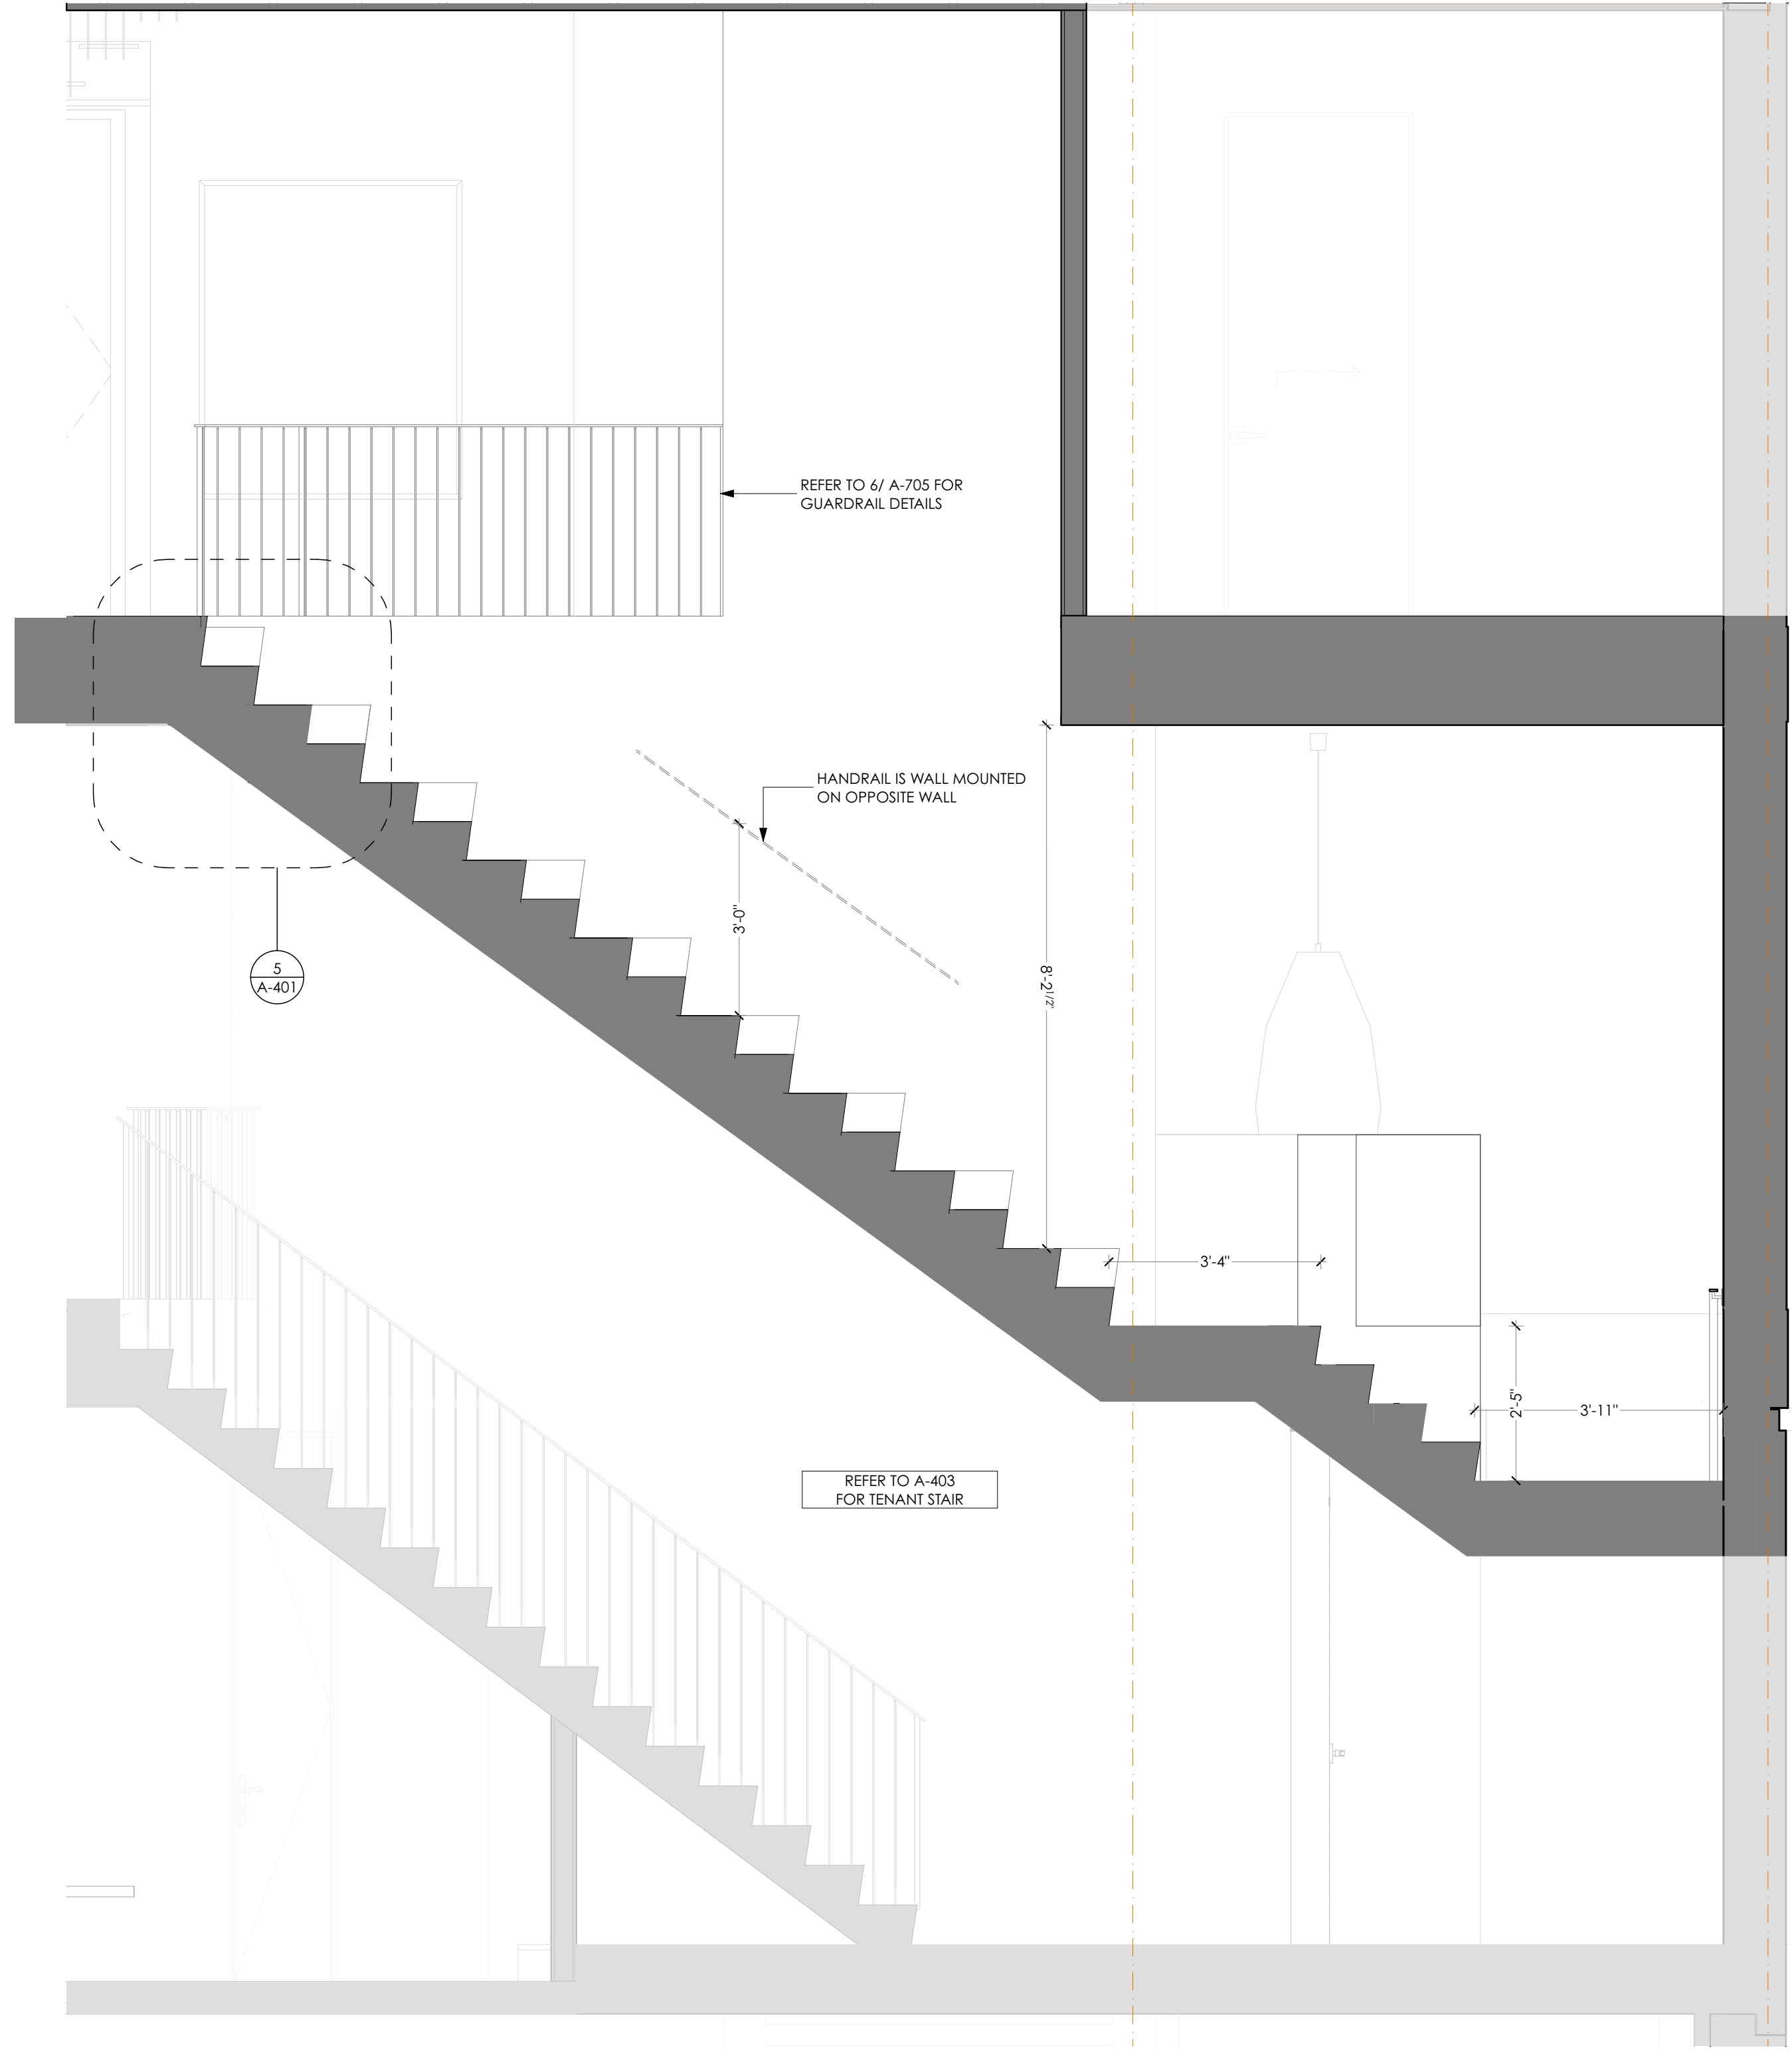 REFER TO 6/ A-705 FOR
GUARDRAIL DETAILS
HANDRAIL IS WALL MOUNTED
ON OPPOSITE WALL
3'-0"
8'-2 1/2"
5
A-401
3'-4"
2'-5"
3'-11"
REFER TO A-403
FOR TENANT STAIR